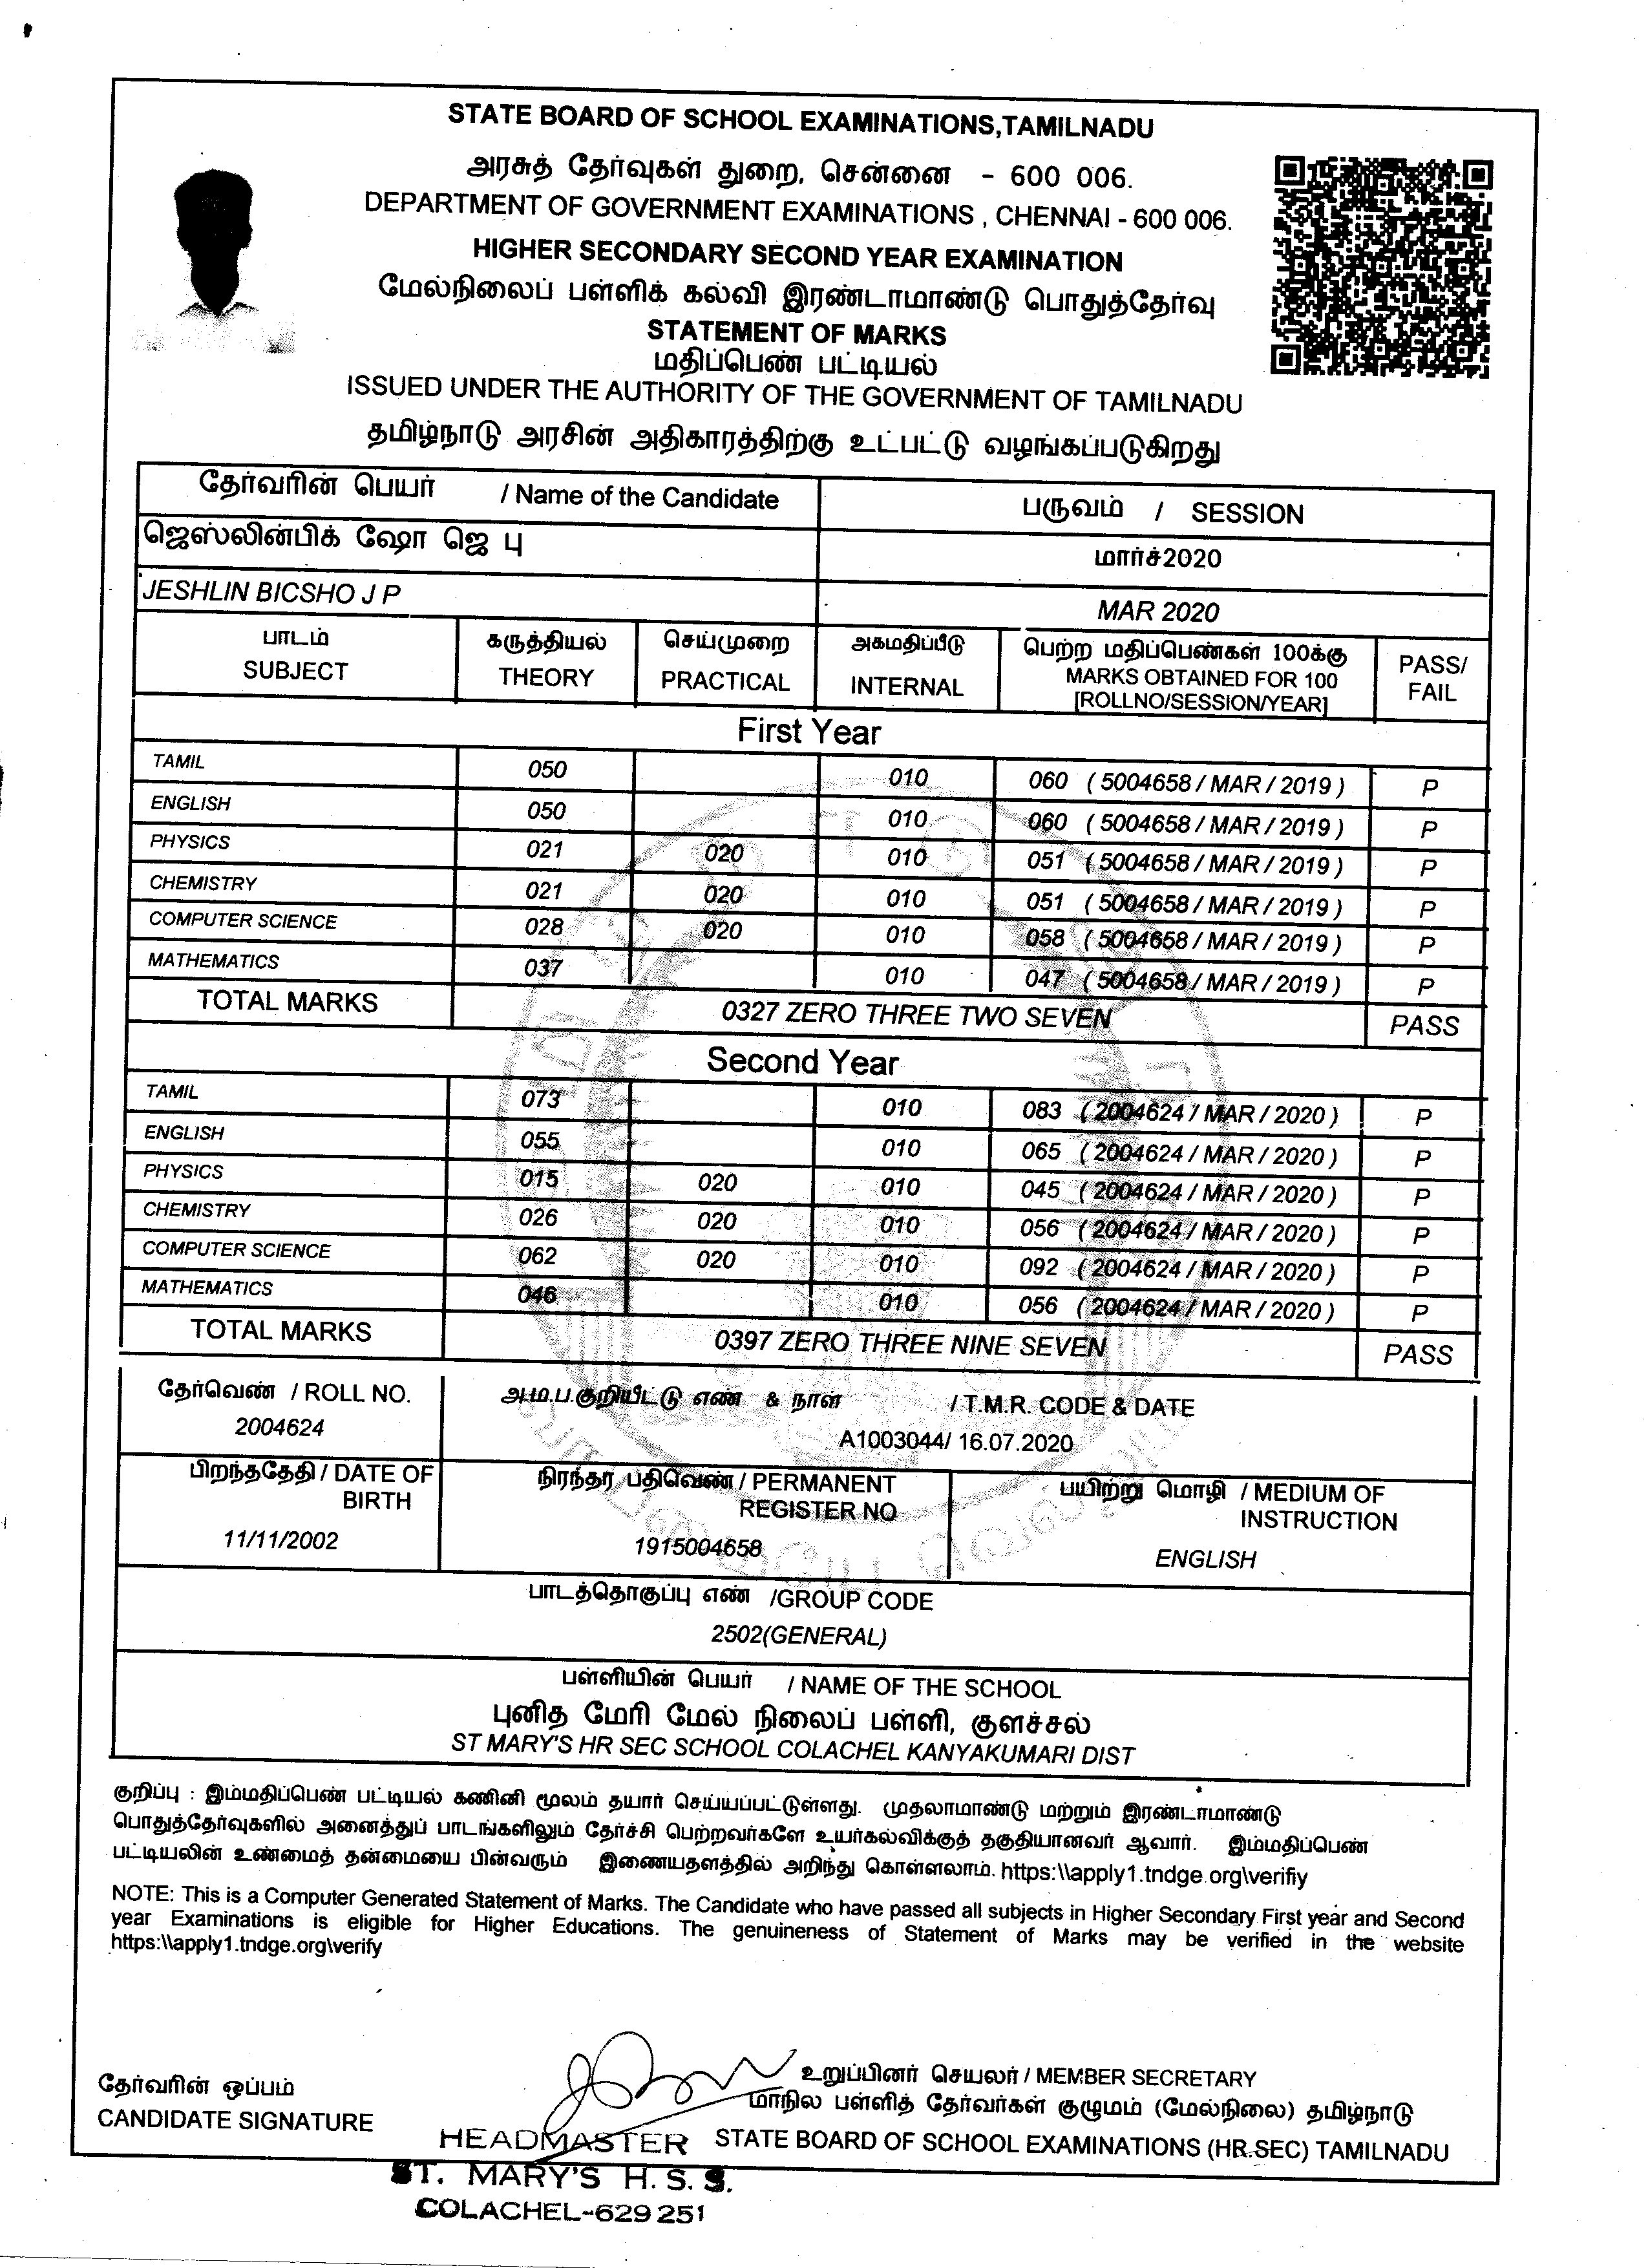 STATE BOARD OF SCHOOL EXAMINATIONS,TAMILNADU
அரசுத் தேர்வுகள் துறை, சென்னை - 600 006.
DEPARTMENT OF GOVERNMENT EXAMINATIONS , CHENNAI - 600 006.
HIGHER SECONDARY SECOND YEAR EXAMINATION
மேல்நிலைப் பள்ளிக் கல்வி இரண்டாமாண்டு பொதுத்தேர்வு
STATEMENT OF MARKS
மதிப்பெண் பட்டியல்
ISSUED UNDER THE AUTHORITY OF THE GOVERNMENT OF TAMILNADU
தமிழ்நாடு அரசின் அதிகாரத்திற்கு உட்பட்டு வழங்கப்படுகிறது
தேர்வரின் பெயர் / Name of the Candidate பருவம் / SESSION
ஜெஸ்லின்பிக் ஷோ ஜெ பு மார்ச்2020
JESHLIN BICSHO J P MAR 2020
பாடம் கருத்தியல் செய்முறை அகமதிப்பீடு பெற்ற மதிப்பெண்கள் 100க்கு PASS/
SUBJECT THEORY PRACTICAL INTERNAL MARKS OBTAINED FOR 100 FAIL
[ROLLNO/SESSION/YEAR]
First Year
TAMIL 050 010 060 ( 5004658 / MAR / 2019 ) P
ENGLISH 050 010 060 ( 5004658 / MAR / 2019 ) P
PHYSICS 021 020 010 051 ( 5004658 / MAR / 2019 ) P
CHEMISTRY 021 020 010 051 ( 5004658 / MAR / 2019 ) P
COMPUTER SCIENCE 028 020 010 058 ( 5004658 / MAR / 2019 ) P
MATHEMATICS 037 010 047 ( 5004658 / MAR / 2019 ) P
TOTAL MARKS 0327 ZERO THREE TWO SEVEN PASS
Second Year
TAMIL 073 010 083 ( 2004624 / MAR / 2020 ) P
ENGLISH 055 010 065 ( 2004624 / MAR / 2020 ) P
PHYSICS 015 020 010 045 ( 2004624 / MAR / 2020 ) P
CHEMISTRY 026 020 010 056 ( 2004624 / MAR / 2020 ) P
COMPUTER SCIENCE 062 020 010 092 ( 2004624 / MAR / 2020 ) P
MATHEMATICS 046 010 056 ( 2004624 / MAR / 2020 ) P
TOTAL MARKS 0397 ZERO THREE NINE SEVEN PASS
தேர்வெண் / ROLL NO. அ.ம.ப.குறியீட்டு எண் & நாள் / T.M.R. CODE & DATE
2004624 A1003044/ 16.07.2020
பிறந்ததேதி / DATE OF நிரந்தர பதிவெண் / PERMANENT பயிற்று மொழி / MEDIUM OF
BIRTH REGISTER NO INSTRUCTION
11/11/2002 1915004658 ENGLISH
பாடத்தொகுப்பு எண் /GROUP CODE
2502(GENERAL)
பள்ளியின் பெயர் / NAME OF THE SCHOOL
புனித மேரி மேல் நிலைப் பள்ளி, குளச்சல்
ST MARY'S HR SEC SCHOOL COLACHEL KANYAKUMARI DIST
குறிப்பு : இம்மதிப்பெண் பட்டியல் கணினி மூலம் தயார் செய்யப்பட்டுள்ளது. முதலாமாண்டு மற்றும் இரண்டாமாண்டு
பொதுத்தேர்வுகளில் அனைத்துப் பாடங்களிலும் தேர்ச்சி பெற்றவர்களே உயர்கல்விக்குத் தகுதியானவர் ஆவார். இம்மதிப்பெண்
பட்டியலின் உண்மைத் தன்மையை பின்வரும் இணையதளத்தில் அறிந்து கொள்ளலாம். https:\\apply1.tndge.org\verifiy
NOTE: This is a Computer Generated Statement of Marks. The Candidate who have passed all subjects in Higher Secondary First year and Second
year Examinations is eligible for Higher Educations. The genuineness of Statement of Marks may be verified in the website
https:\\apply1.tndge.org\verify
தேர்வரின் ஒப்பம் உறுப்பினர் செயலர் / MEMBER SECRETARY
CANDIDATE SIGNATURE மாநில பள்ளித் தேர்வர்கள் குழுமம் (மேல்நிலை) தமிழ்நாடு
HEADMASTER STATE BOARD OF SCHOOL EXAMINATIONS (HR.SEC) TAMILNADU
ST. MARY'S H. S. S.
COLACHEL-629 251